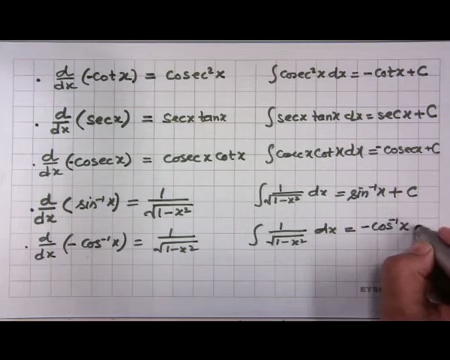 . d/dx (-cotx) = cosec²x   ∫cosec²x dx = -cotx + C
. d/dx (secx) = secx tanx   ∫secx tanx dx = secx + C
. d/dx (-cosecx) = cosecx cotx   ∫cosecx cotx dx = -cosecx + C
. d/dx (sin⁻¹x) = 1/√(1-x²)   ∫ 1/√(1-x²) dx = sin⁻¹x + C
. d/dx (-cos⁻¹x) = 1/√(1-x²)   ∫ 1/√(1-x²) dx = -cos⁻¹x